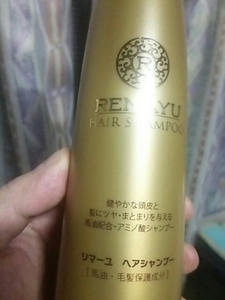 R
REMAYU
HAIR SHAMPOO
健やかな頭皮と
髪にツヤ・まとまりを与える
馬油配合・アミノ酸シャンプー
リマーユ ヘアシャンプー
[馬油・毛髪保護成分]